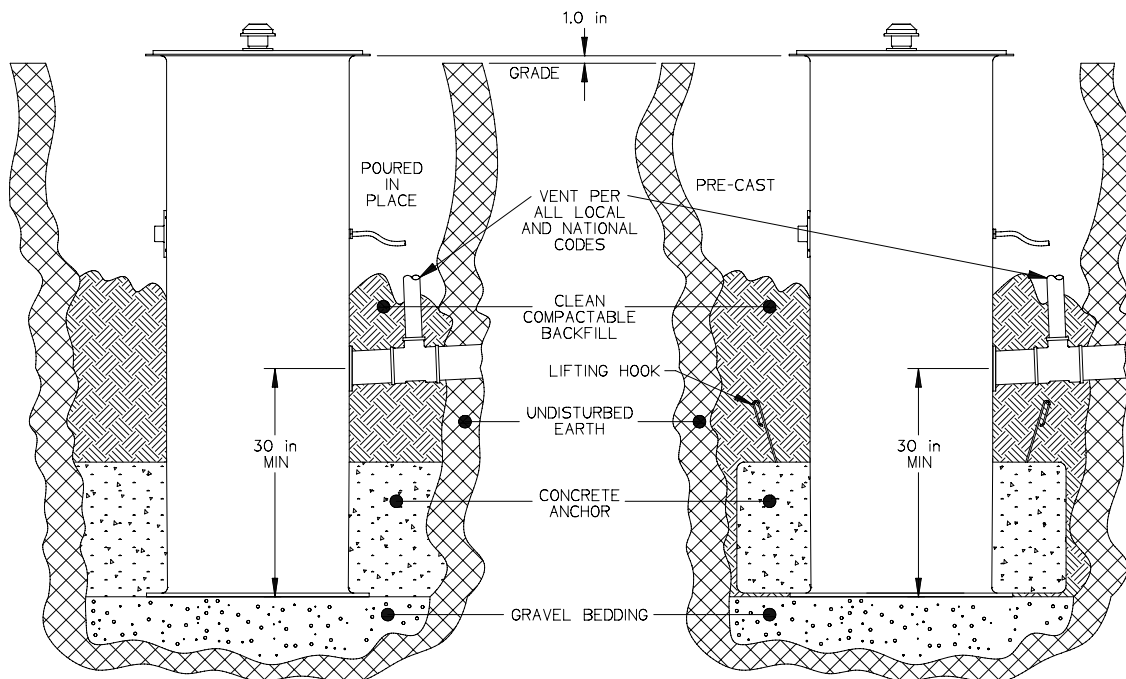 1.0 in
GRADE
POURED
IN
PLACE
PRE-CAST
VENT PER
ALL LOCAL
AND NATIONAL
CODES
CLEAN
COMPACTABLE
BACKFILL
LIFTING HOOK
UNDISTURBED
EARTH
30 in
MIN
30 in
MIN
CONCRETE
ANCHOR
GRAVEL BEDDING